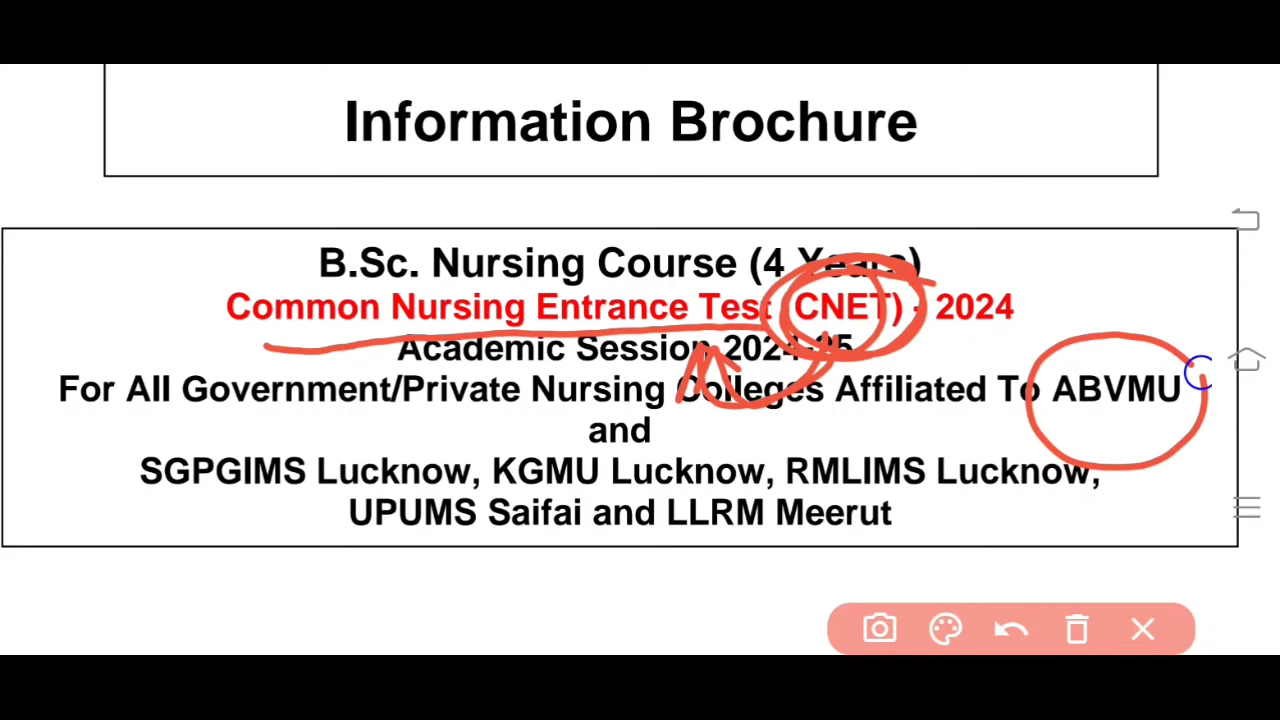 Information Brochure
B.Sc. Nursing Course (4 Years)
Common Nursing Entrance Test (CNET) - 2024
Academic Session 2024-25
For All Government/Private Nursing Colleges Affiliated To ABVMU
and
SGPGIMS Lucknow, KGMU Lucknow, RMLIMS Lucknow,
UPUMS Saifai and LLRM Meerut